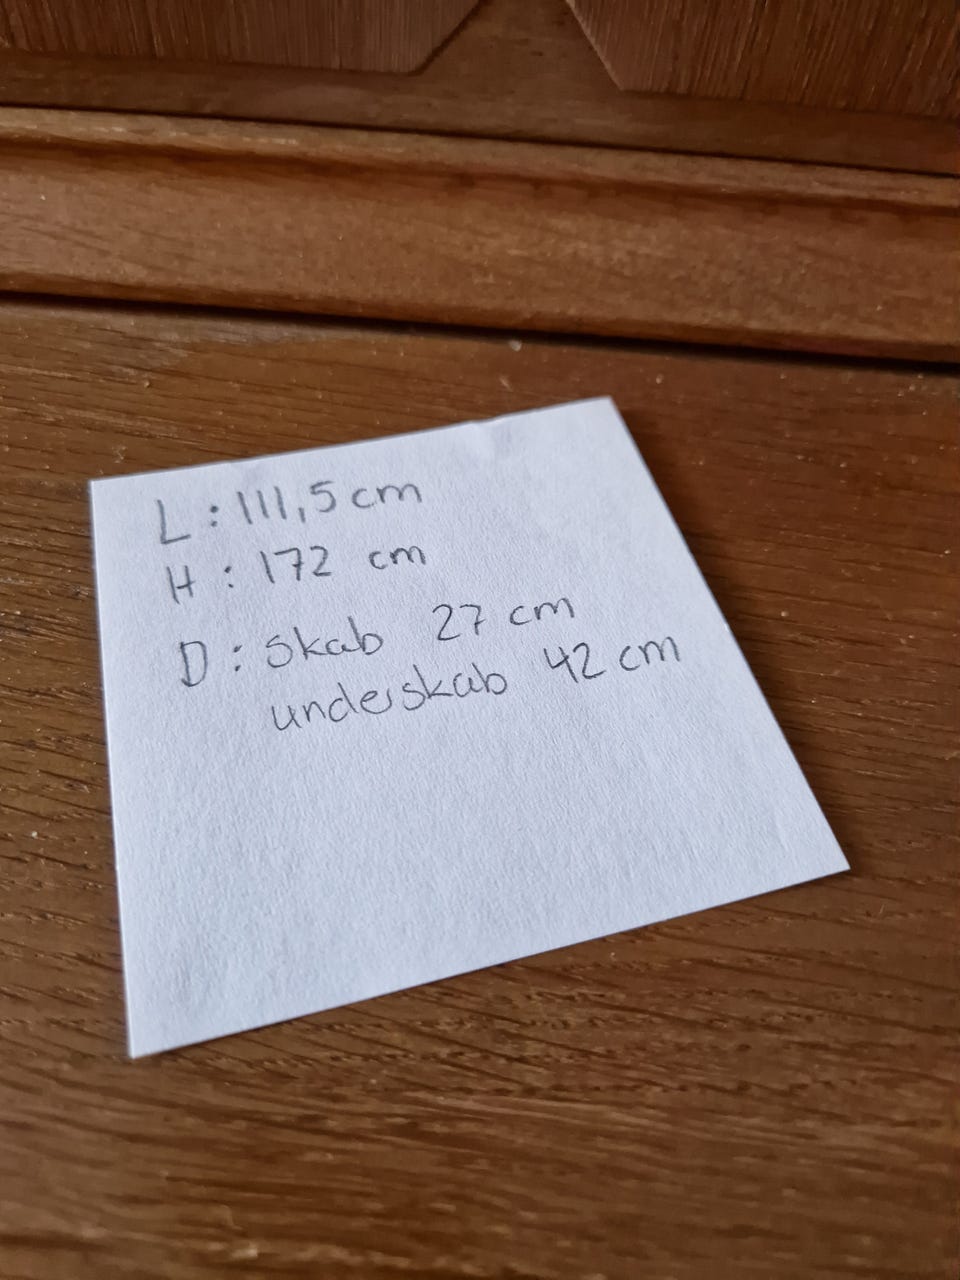 L : 111,5 cm
H : 172 cm
D : skab 27 cm
underskab 42 cm